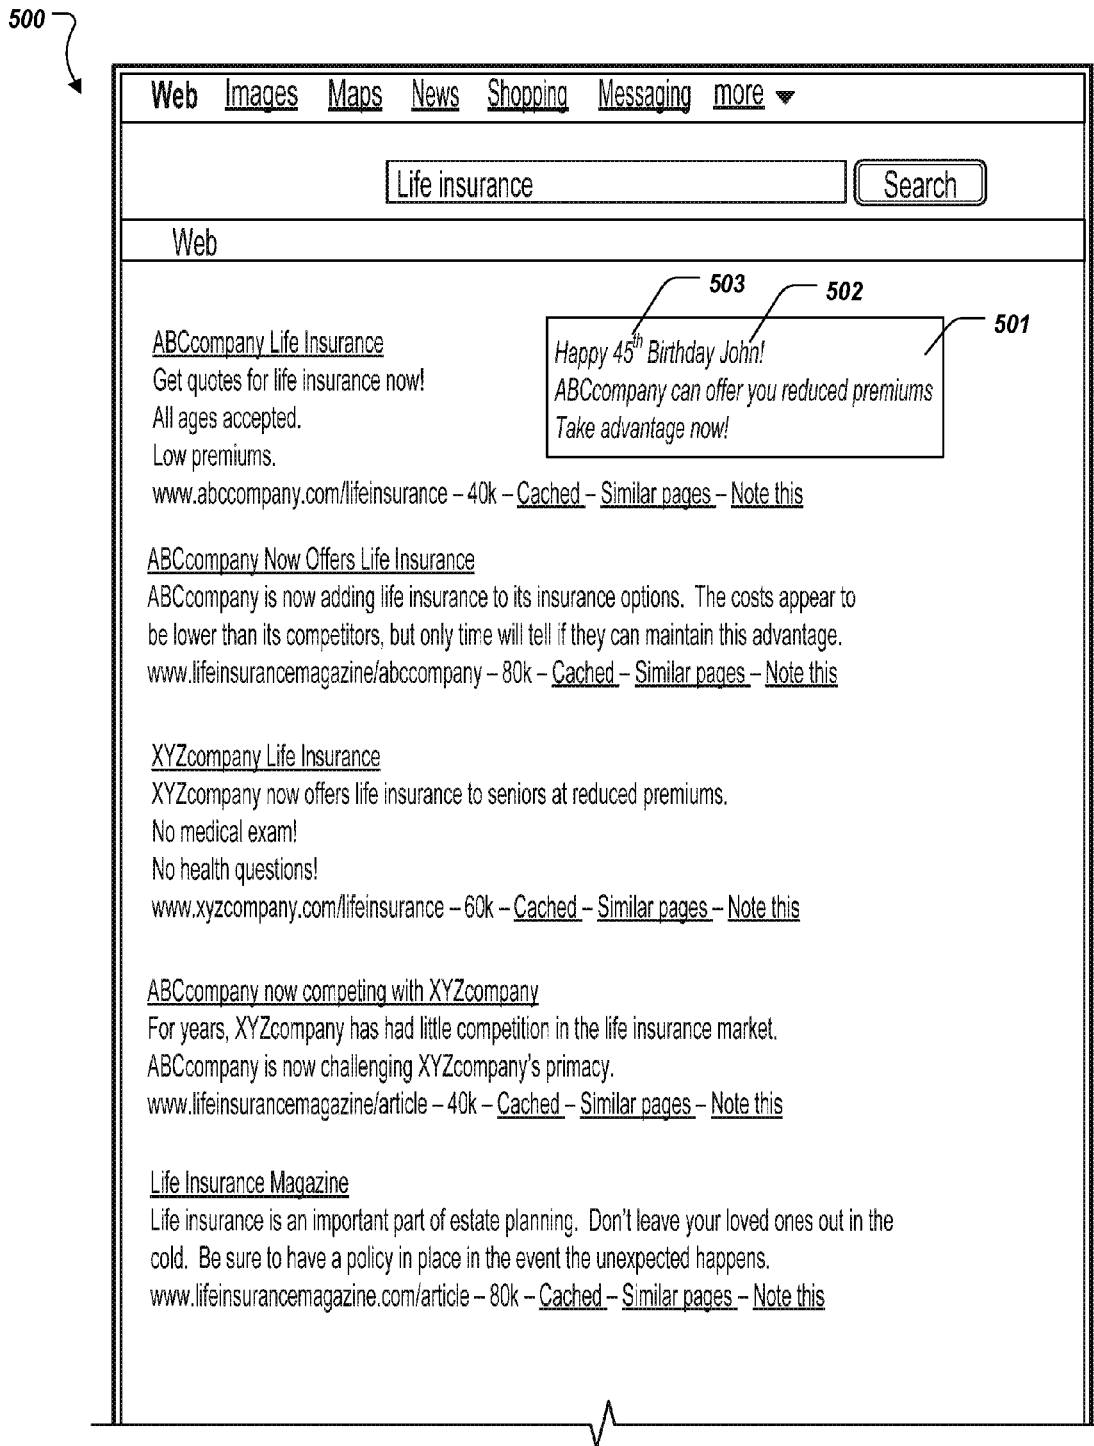 500
Web Images Maps News Shopping Messaging more
Life insurance Search
Web
503 502 501
ABCcompany Life Insurance
Get quotes for life insurance now!
All ages accepted.
Low premiums.
Happy 45th Birthday John!
ABCcompany can offer you reduced premiums
Take advantage now!
www.abccompany.com/lifeinsurance – 40k – Cached – Similar pages – Note this
ABCcompany Now Offers Life Insurance
ABCcompany is now adding life insurance to its insurance options. The costs appear to
be lower than its competitors, but only time will tell if they can maintain this advantage.
www.lifeinsurancemagazine/abccompany – 80k – Cached – Similar pages – Note this
XYZcompany Life Insurance
XYZcompany now offers life insurance to seniors at reduced premiums.
No medical exam!
No health questions!
www.xyzcompany.com/lifeinsurance – 60k – Cached – Similar pages – Note this
ABCcompany now competing with XYZcompany
For years, XYZcompany has had little competition in the life insurance market.
ABCcompany is now challenging XYZcompany's primacy.
www.lifeinsurancemagazine/article – 40k – Cached – Similar pages – Note this
Life Insurance Magazine
Life insurance is an important part of estate planning. Don't leave your loved ones out in the
cold. Be sure to have a policy in place in the event the unexpected happens.
www.lifeinsurancemagazine.com/article – 80k – Cached – Similar pages – Note this